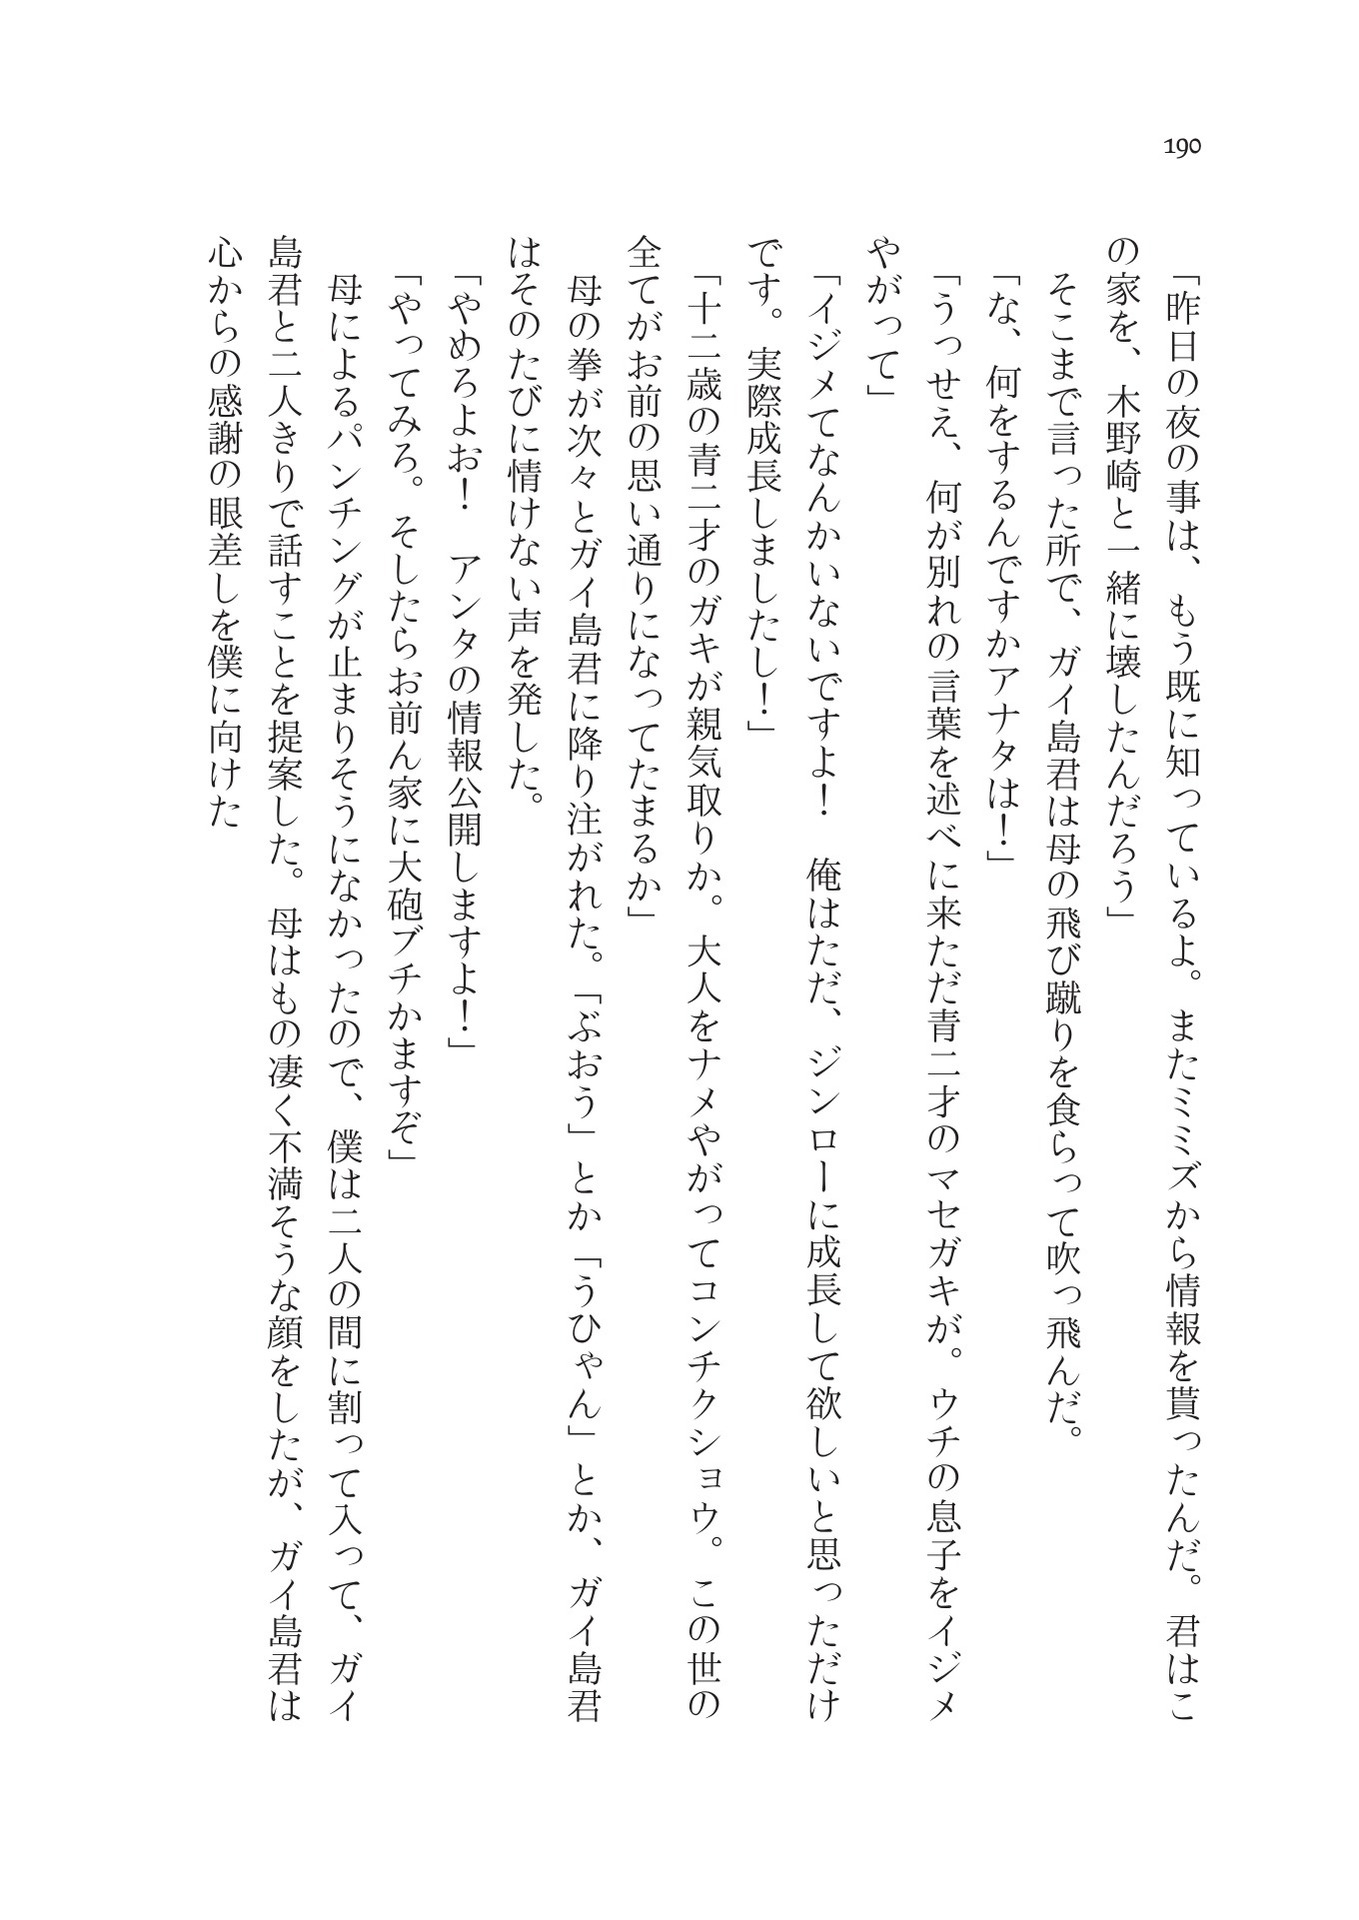 190
「昨日の夜の事は、もう既に知っているよ。またミミズから情報を貰ったんだ。君はこ
の家を、木野崎と一緒に壊したんだろう」
そこまで言った所で、ガイ島君は母の飛び蹴りを食らって吹っ飛んだ。
「な、何をするんですかアナタは！」
「うっせえ、何が別れの言葉を述べに来ただ青二才のマセガキが。ウチの息子をイジメ
やがって」
「イジメてなんかいないですよ！　俺はただ、ジンローに成長して欲しいと思っただけ
です。実際成長しましたし！」
「十二歳の青二才のガキが親気取りか。大人をナメやがってコンチクショウ。この世の
全てがお前の思い通りになってたまるか」
母の拳が次々とガイ島君に降り注がれた。「ぶおう」とか「うひゃん」とか、ガイ島君
はそのたびに情けない声を発した。
「やめろよお！　アンタの情報公開しますよ！」
「やってみろ。そしたらお前ん家に大砲ブチかますぞ」
母によるパンチングが止まりそうになかったので、僕は二人の間に割って入って、ガイ
島君と二人きりで話すことを提案した。母はもの凄く不満そうな顔をしたが、ガイ島君は
心からの感謝の眼差しを僕に向けた